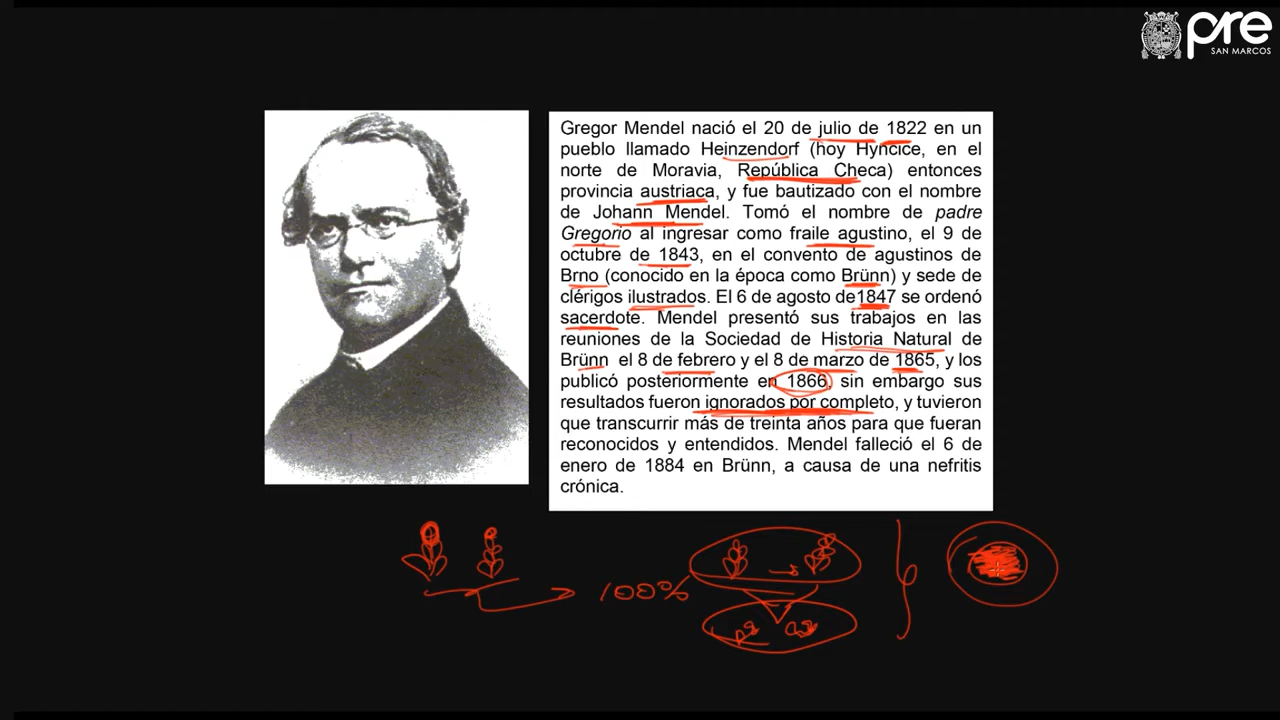 pre
SAN MARCOS
Gregor Mendel nació el 20 de julio de 1822 en un
pueblo llamado Heinzendorf (hoy Hyncice, en el
norte de Moravia, República Checa) entonces
provincia austriaca, y fue bautizado con el nombre
de Johann Mendel. Tomó el nombre de padre
Gregorio al ingresar como fraile agustino, el 9 de
octubre de 1843, en el convento de agustinos de
Brno (conocido en la época como Brünn) y sede de
clérigos ilustrados. El 6 de agosto de1847 se ordenó
sacerdote. Mendel presentó sus trabajos en las
reuniones de la Sociedad de Historia Natural de
Brünn el 8 de febrero y el 8 de marzo de 1865, y los
publicó posteriormente en 1866, sin embargo sus
resultados fueron ignorados por completo, y tuvieron
que transcurrir más de treinta años para que fueran
reconocidos y entendidos. Mendel falleció el 6 de
enero de 1884 en Brünn, a causa de una nefritis
crónica.
100%